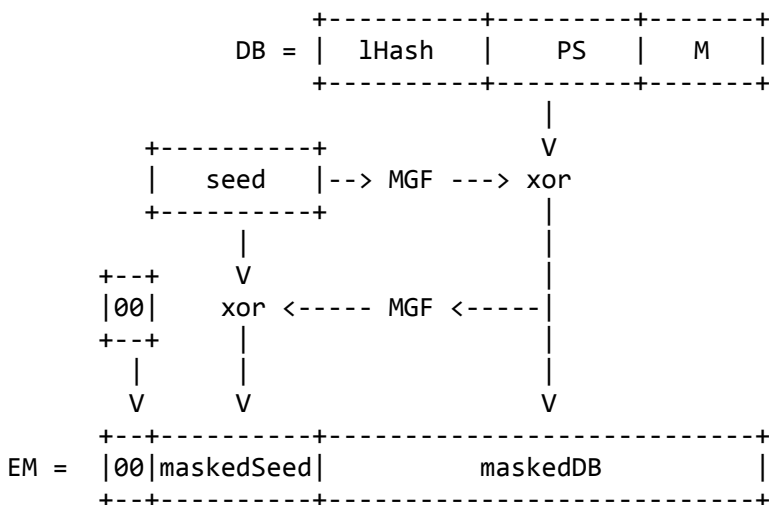 +----------+---------+-------+
                 DB = |  lHash   |    PS   |   M   |
                      +----------+---------+-------+
                                     |
           +----------+              V
           |   seed   |--> MGF ---> xor
           +----------+              |
                 |                   |
        +--+     V                   |
        |00|    xor <----- MGF <-----|
        +--+     |                   |
          |      |                   |
          V      V                   V
        +--+----------+----------------------------+
  EM =  |00|maskedSeed|          maskedDB          |
        +--+----------+----------------------------+